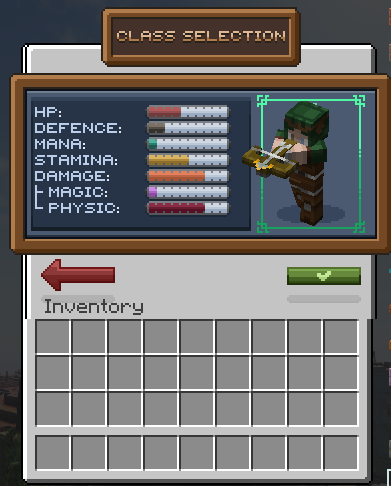 CLASS SELECTION
HP:
DEFENCE:
MANA:
STAMINA:
DAMAGE:
MAGIC:
PHYSIC:
Inventory